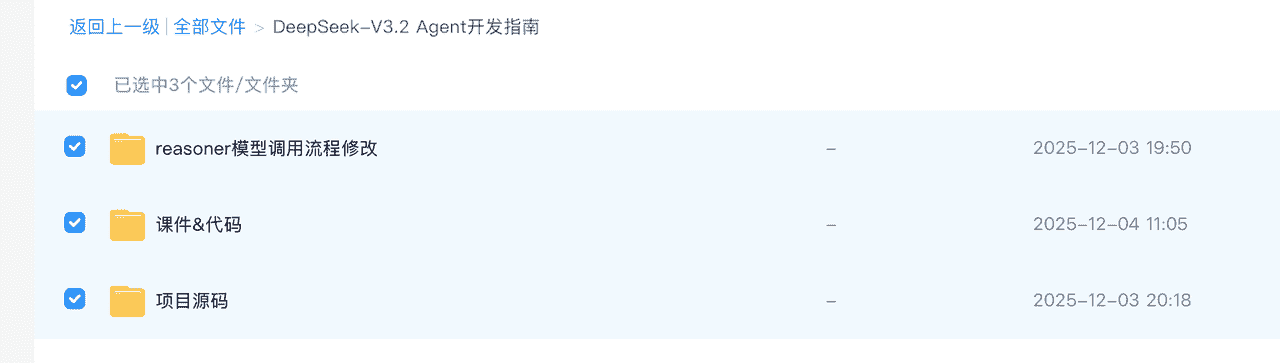 返回上一级 | 全部文件 > DeepSeek-V3.2 Agent开发指南
已选中3个文件/文件夹
reasoner模型调用流程修改 - 2025-12-03 19:50
课件&代码 - 2025-12-04 11:05
项目源码 - 2025-12-03 20:18